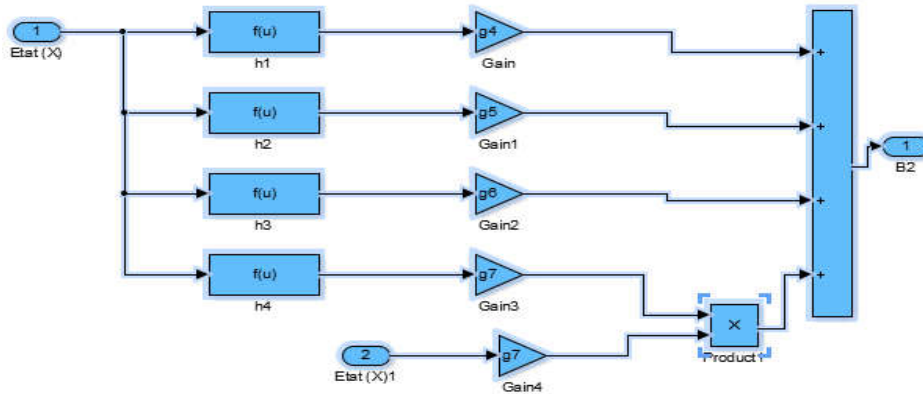 1
Etat (X)
f(u)
h1
g4
Gain
+
f(u)
h2
g5
Gain1
+
1
B2
f(u)
h3
g6
Gain2
+
f(u)
h4
g7
Gain3
+
X
Product1
2
Etat (X)1
g7
Gain4